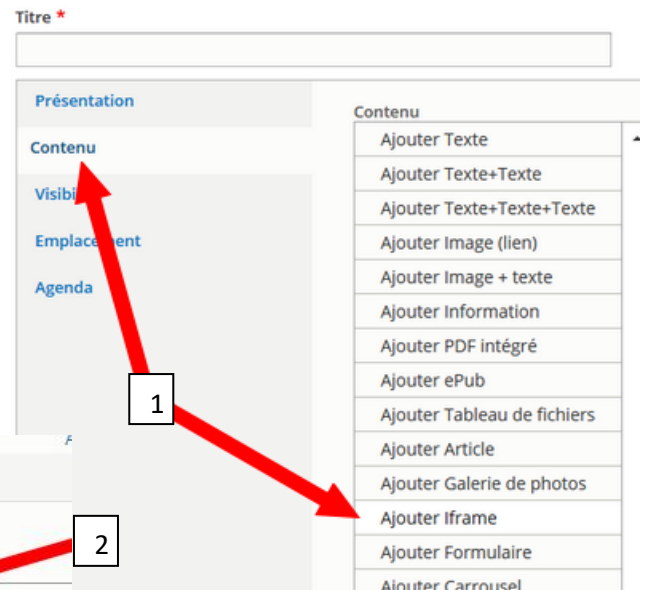 Titre *
Présentation
Contenu
Visibi
Emplacement
Agenda
Contenu
Ajouter Texte
Ajouter Texte+Texte
Ajouter Texte+Texte+Texte
Ajouter Image (lien)
Ajouter Image + texte
Ajouter Information
Ajouter PDF intégré
Ajouter ePub
Ajouter Tableau de fichiers
Ajouter Article
Ajouter Galerie de photos
Ajouter Iframe
Ajouter Formulaire
Ajouter Carrousel
1
2